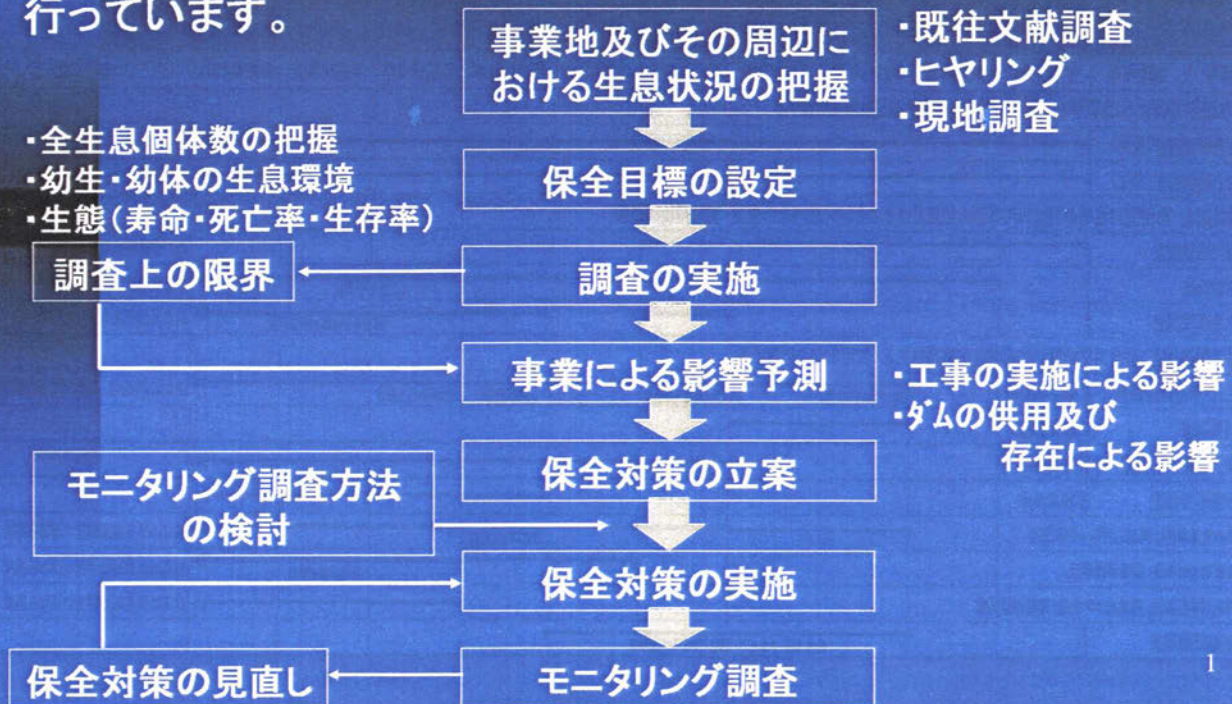 行っています。
事業地及びその周辺に
おける生息状況の把握
・既往文献調査
・ヒヤリング
・現地調査
・全生息個体数の把握
・幼生・幼体の生息環境
・生態(寿命・死亡率・生存率)
保全目標の設定
調査上の限界
調査の実施
事業による影響予測
・工事の実施による影響
・ダムの供用及び
存在による影響
保全対策の立案
モニタリング調査方法
の検討
保全対策の実施
保全対策の見直し
モニタリング調査
1